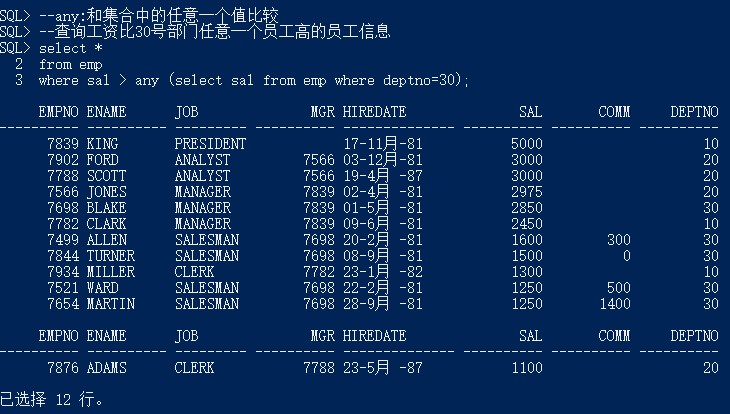 SQL> --any:和集合中的任意一个值比较
SQL> --查询工资比30号部门任意一个员工高的员工信息
SQL> select *
  2  from emp
  3  where sal > any (select sal from emp where deptno=30);
     EMPNO ENAME      JOB              MGR HIREDATE              SAL       COMM     DEPTNO
---------- ---------- --------- ---------- -------------- ---------- ---------- ----------
      7839 KING       PRESIDENT            17-11月-81           5000                    10
      7902 FORD       ANALYST         7566 03-12月-81           3000                    20
      7788 SCOTT      ANALYST         7566 19-4月 -87           3000                    20
      7566 JONES      MANAGER         7839 02-4月 -81           2975                    20
      7698 BLAKE      MANAGER         7839 01-5月 -81           2850                    30
      7782 CLARK      MANAGER         7839 09-6月 -81           2450                    10
      7499 ALLEN      SALESMAN        7698 20-2月 -81           1600        300         30
      7844 TURNER     SALESMAN        7698 08-9月 -81           1500          0         30
      7934 MILLER     CLERK           7782 23-1月 -82           1300                    10
      7521 WARD       SALESMAN        7698 22-2月 -81           1250        500         30
      7654 MARTIN     SALESMAN        7698 28-9月 -81           1250       1400         30
     EMPNO ENAME      JOB              MGR HIREDATE              SAL       COMM     DEPTNO
---------- ---------- --------- ---------- -------------- ---------- ---------- ----------
      7876 ADAMS      CLERK           7788 23-5月 -87           1100                    20
已选择 12 行。